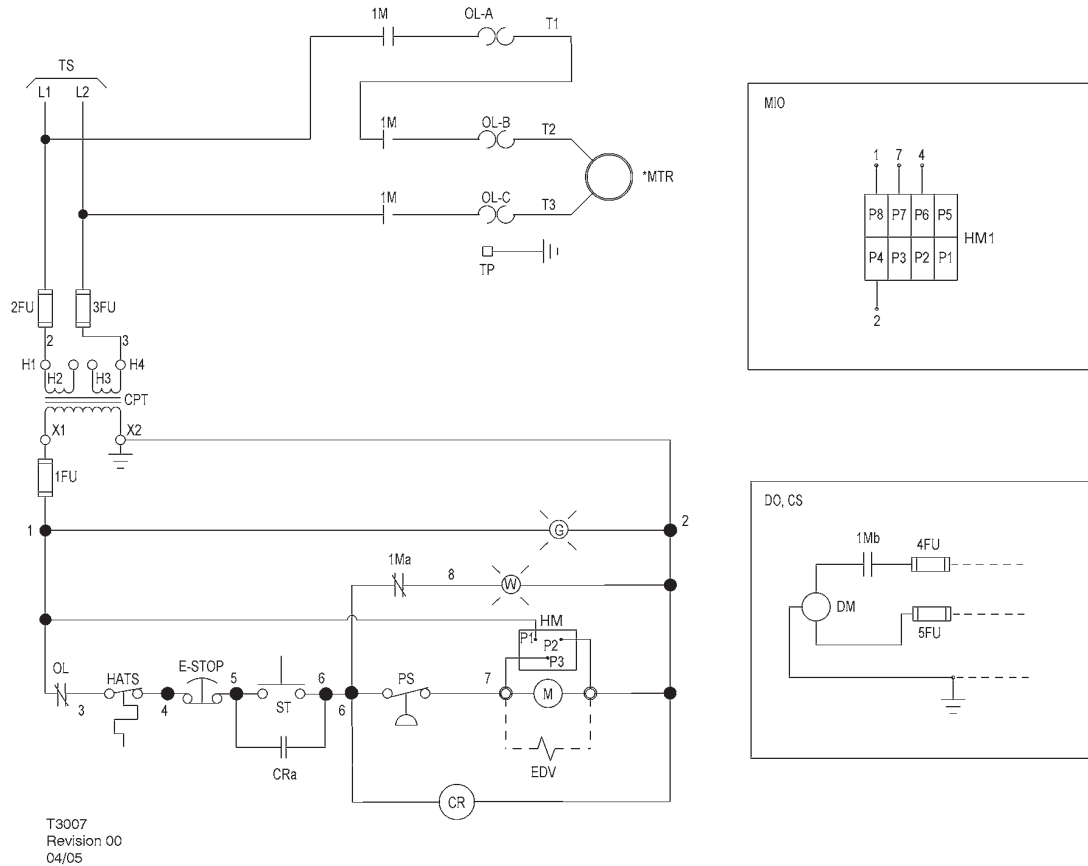 1M OL-A T1
TS
L1 L2
1M OL-B T2
*MTR
1M OL-C T3
TP
2FU 3FU
2 3
H1 H2 H3 H4
CPT
X1 X2
1FU
1 G 2
1Ma 8 W
HM
P1 P2
P3
OL HATS E-STOP 5 ST 6 PS 7 M
3 4 6
CRa EDV
CR
T3007
Revision 00
04/05
MIO
1 7 4
P8 P7 P6 P5
HM1
P4 P3 P2 P1
2
DO, CS
1Mb 4FU
DM
5FU